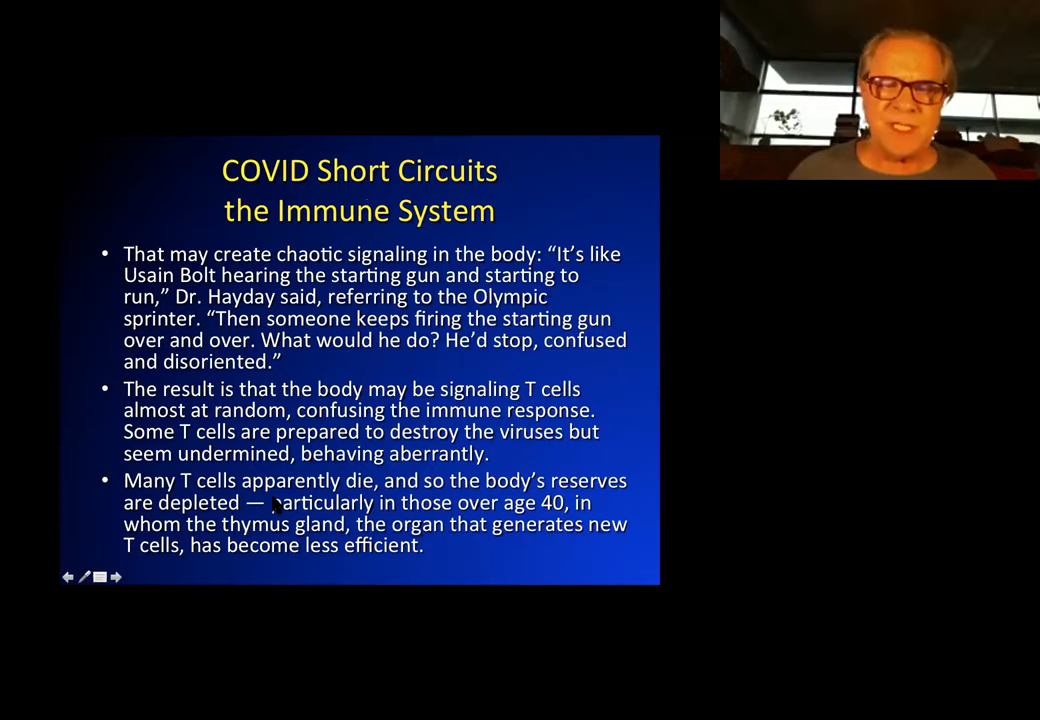 COVID Short Circuits
the Immune System
• That may create chaotic signaling in the body: “It’s like
Usain Bolt hearing the starting gun and starting to
run,” Dr. Hayday said, referring to the Olympic
sprinter. “Then someone keeps firing the starting gun
over and over. What would he do? He’d stop, confused
and disoriented.”
• The result is that the body may be signaling T cells
almost at random, confusing the immune response.
Some T cells are prepared to destroy the viruses but
seem undermined, behaving aberrantly.
• Many T cells apparently die, and so the body’s reserves
are depleted — particularly in those over age 40, in
whom the thymus gland, the organ that generates new
T cells, has become less efficient.